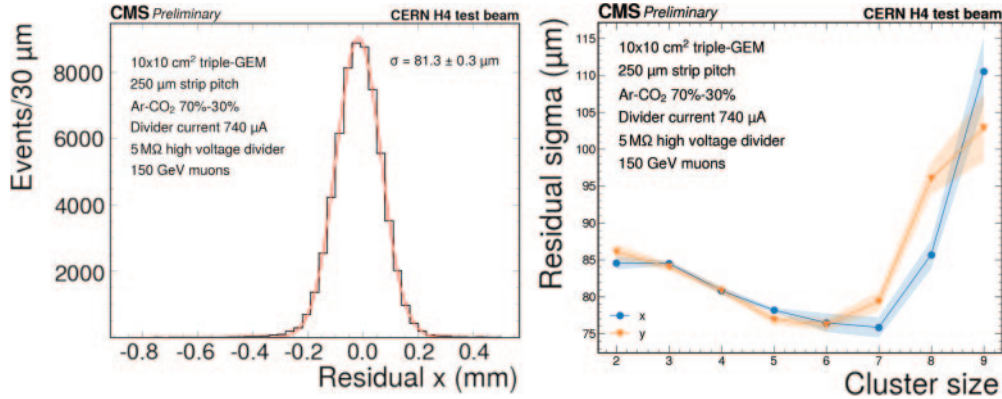 CMS Preliminary CERN H4 test beam
10x10 cm² triple-GEM
σ = 81.3 ± 0.3 µm
250 µm strip pitch
Ar-CO₂ 70%-30%
Divider current 740 µA
5 MΩ high voltage divider
150 GeV muons
Events/30 µm
8000
6000
4000
2000
-0.8 -0.6 -0.4 -0.2 0.0 0.2 0.4
Residual x (mm)
CMS Preliminary CERN H4 test beam
10x10 cm² triple-GEM
250 µm strip pitch
Ar-CO₂ 70%-30%
Divider current 740 µA
5 MΩ high voltage divider
150 GeV muons
Residual sigma (µm)
115
110
105
100
95
90
85
80
75
x
y
2 3 4 5 6 7 8 9
Cluster size